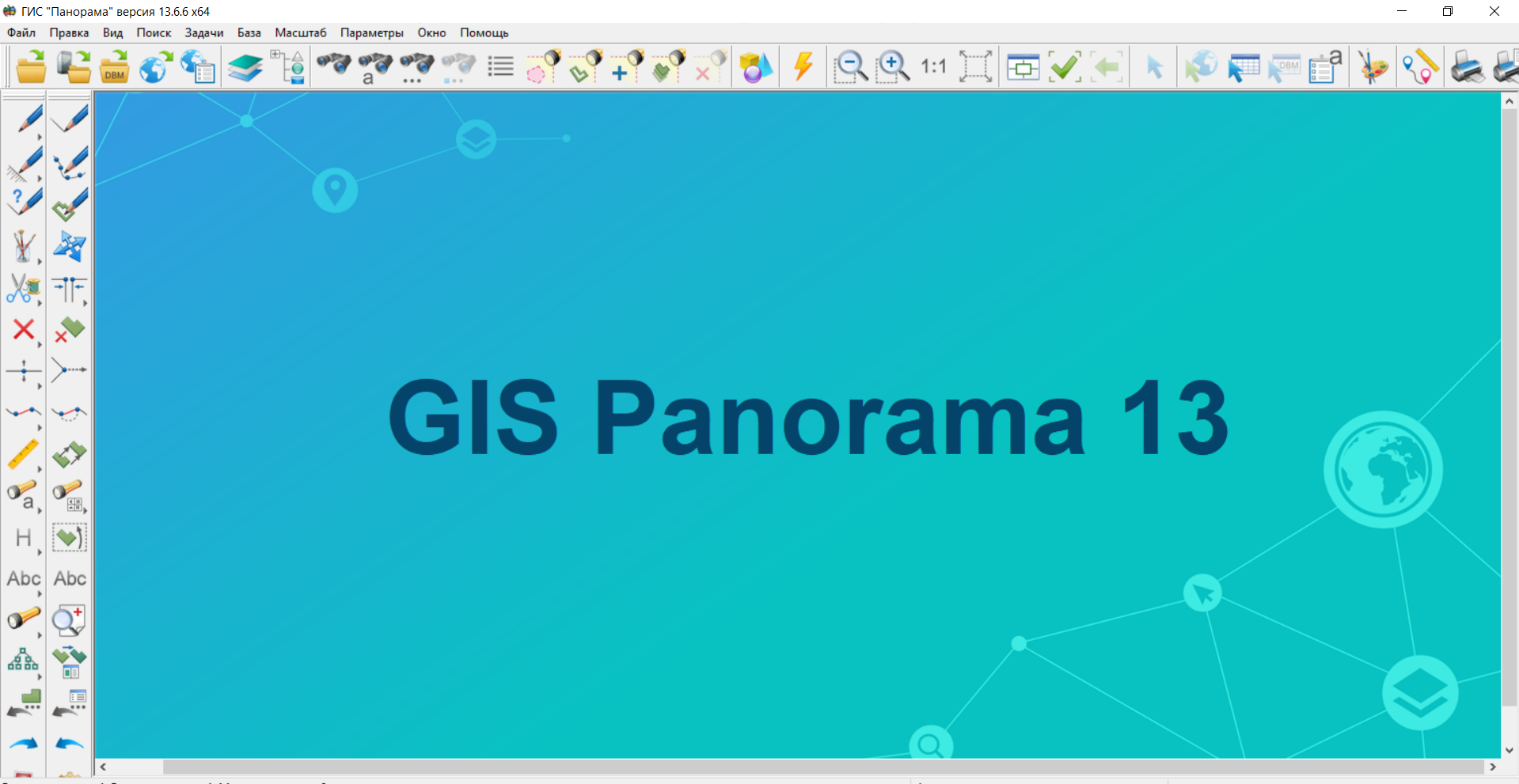 ГИС "Панорама" версия 13.6.6 x64
Файл Правка Вид Поиск Задачи База Масштаб Параметры Окно Помощь
DBM a 1:1 DBM a
?
GIS Panorama 13
a
H
Abc Abc